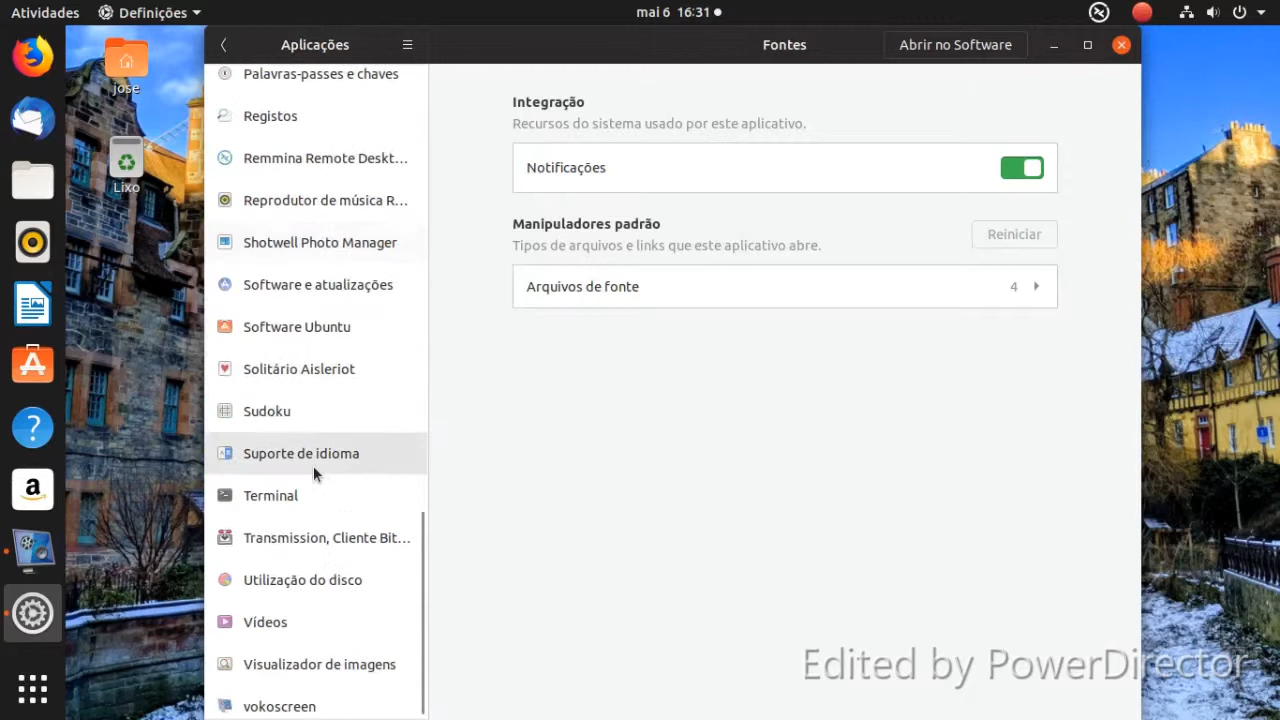 Atividades
Definições
mai 6 16:31
jose
Lixo
Aplicações
Fontes
Abrir no Software
Palavras-passes e chaves
Registos
Remmina Remote Deskt...
Reprodutor de música R...
Shotwell Photo Manager
Software e atualizações
Software Ubuntu
Solitário Aisleriot
Sudoku
Suporte de idioma
Terminal
Transmission, Cliente Bit...
Utilização do disco
Vídeos
Visualizador de imagens
vokoscreen
Integração
Recursos do sistema usado por este aplicativo.
Notificações
Manipuladores padrão
Tipos de arquivos e links que este aplicativo abre.
Reiniciar
Arquivos de fonte
4
Edited by PowerDirector